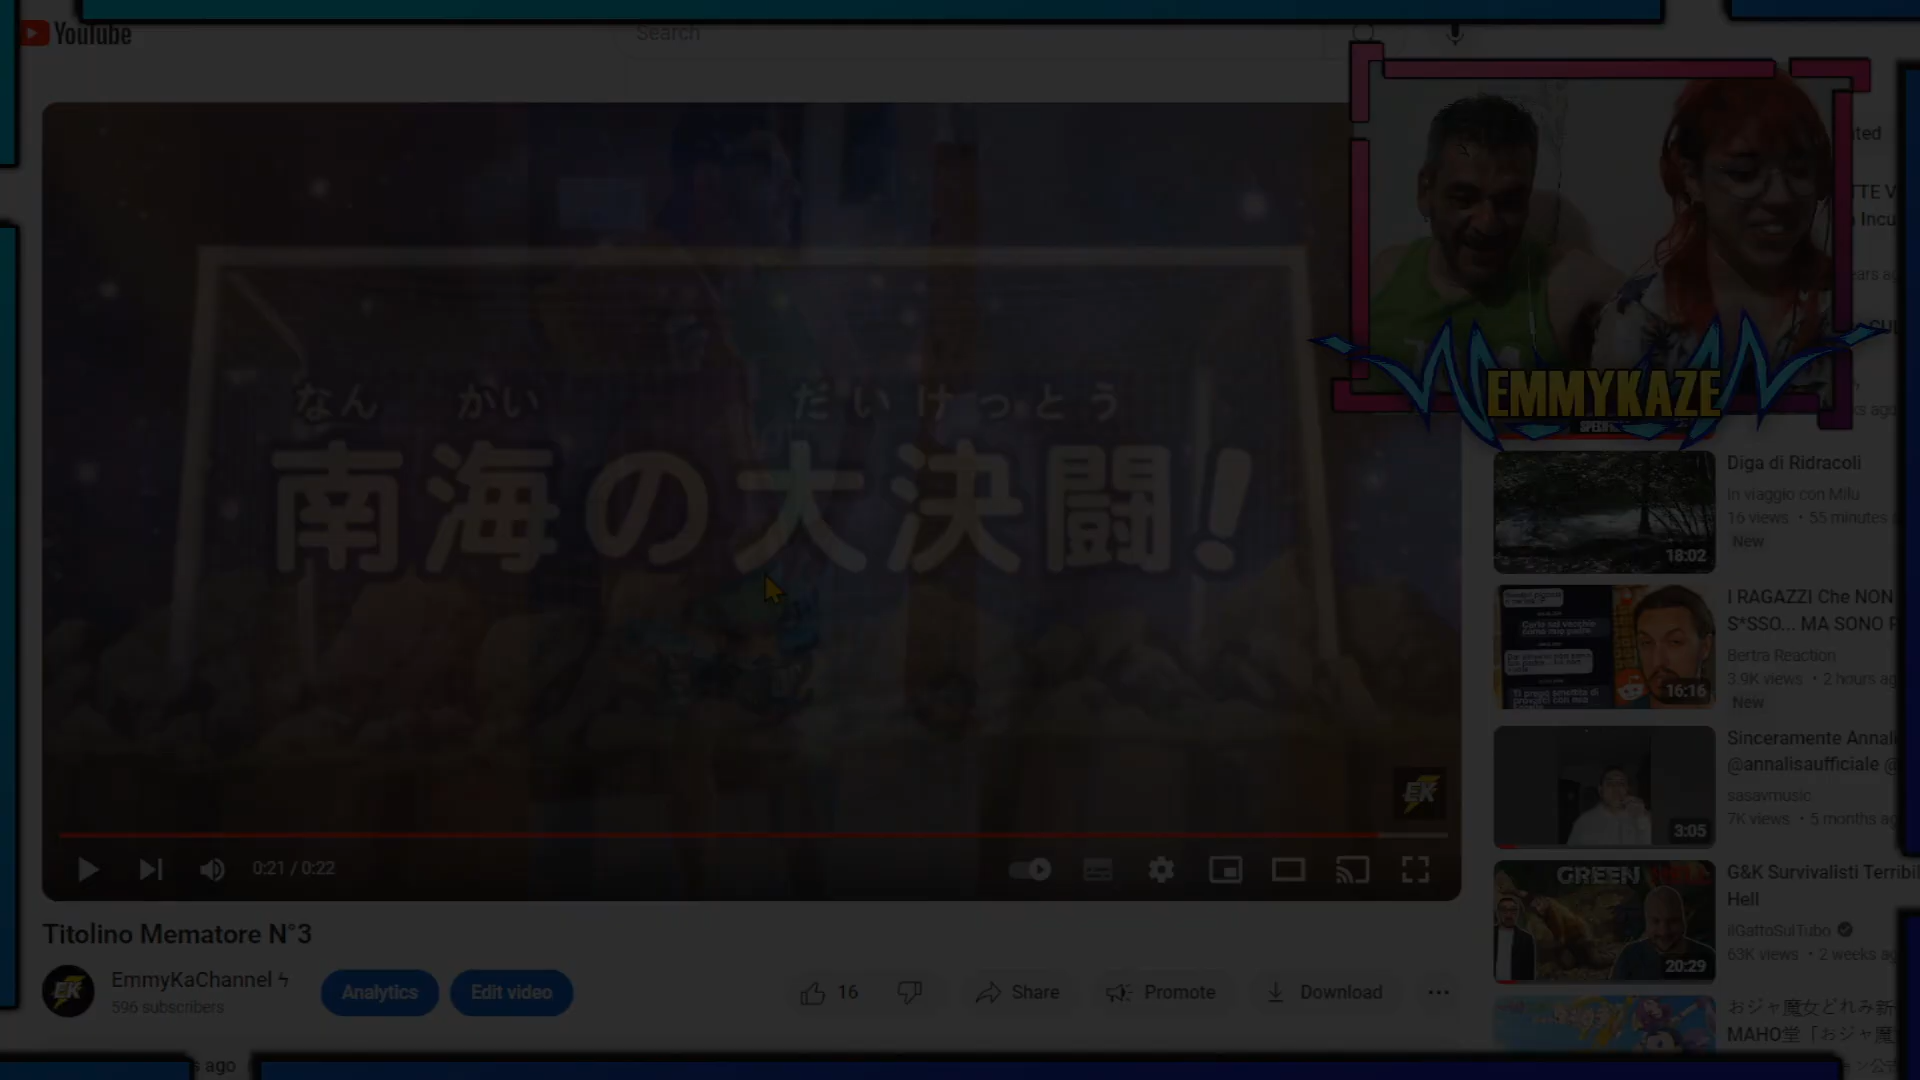 YouTube
Search
なん かい だいけっとう
南海の大決闘!
EMMYKAZE
EK
0:21 / 0:22
Titolino Mematore N°3
EK
EmmyKaChannel ϟ
596 subscribers
Analytics
Edit video
16
Share
Promote
Download
s ago
Diga di Ridracoli
In viaggio con Milu
16 views • 55 minutes
New
18:02
I RAGAZZI Che NON
S*SSO... MA SONO
Bertra Reaction
3.9K views • 2 hours ag
New
16:16
Sinceramente Annali
@annalisaufficiale @
sasavmusic
7K views • 5 months ag
3:05
GREEN
G&K Survivalisti Terribil
Hell
ilGattoSulTubo
63K views • 2 weeks ag
20:29
おジャ魔女どれみ新
MAHO堂「おジャ魔